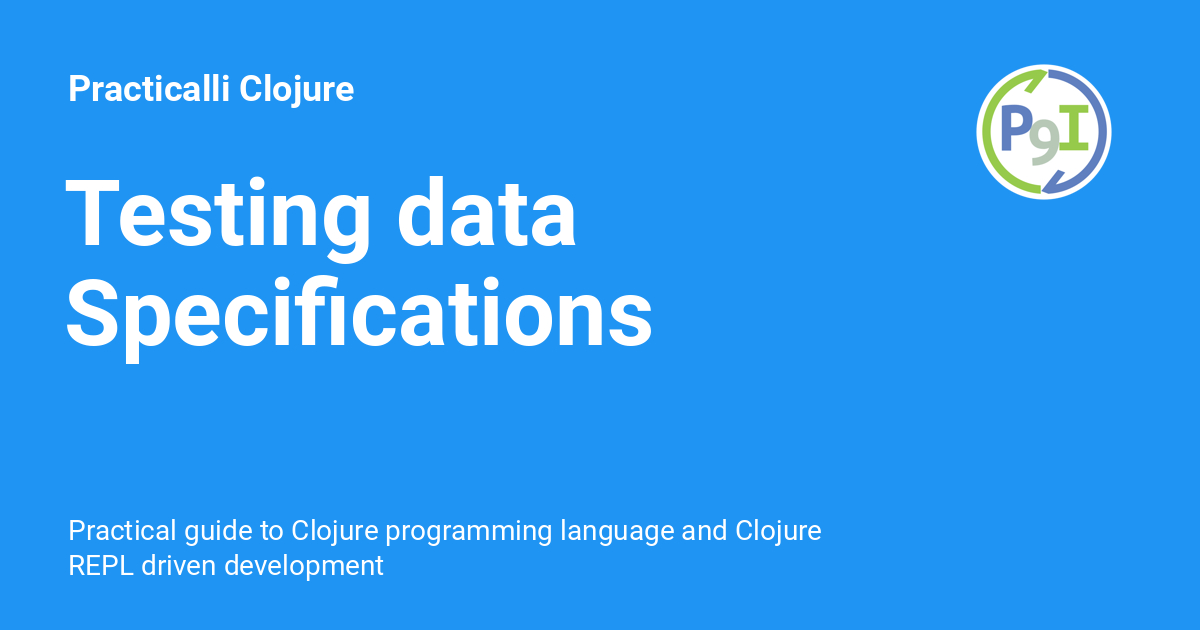 Practicalli Clojure
P9I
Testing data
Specifications
Practical guide to Clojure programming language and Clojure
REPL driven development